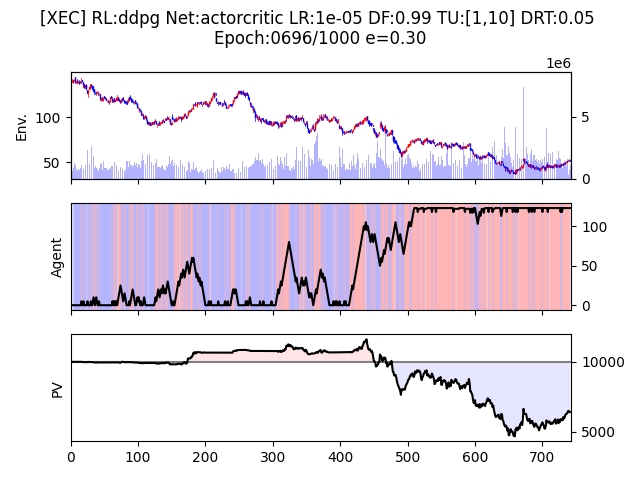 [XEC] RL:ddpg Net:actorcritic LR:1e-05 DF:0.99 TU:[1,10] DRT:0.05
Epoch:0696/1000 e=0.30
1e6
Env.
100
50
5
0
Agent
100
50
0
PV
10000
5000
0 100 200 300 400 500 600 700